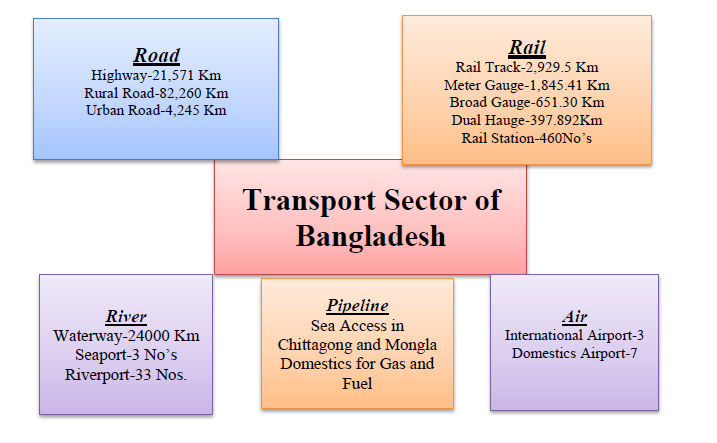 Road
Highway-21,571 Km
Rural Road-82,260 Km
Urban Road-4,245 Km
Rail
Rail Track-2,929.5 Km
Meter Gauge-1,845.41 Km
Broad Gauge-651.30 Km
Dual Hauge-397.892Km
Rail Station-460No’s
Transport Sector of
Bangladesh
River
Waterway-24000 Km
Seaport-3 No’s
Riverport-33 Nos.
Pipeline
Sea Access in
Chittagong and Mongla
Domestics for Gas and
Fuel
Air
International Airport-3
Domestics Airport-7